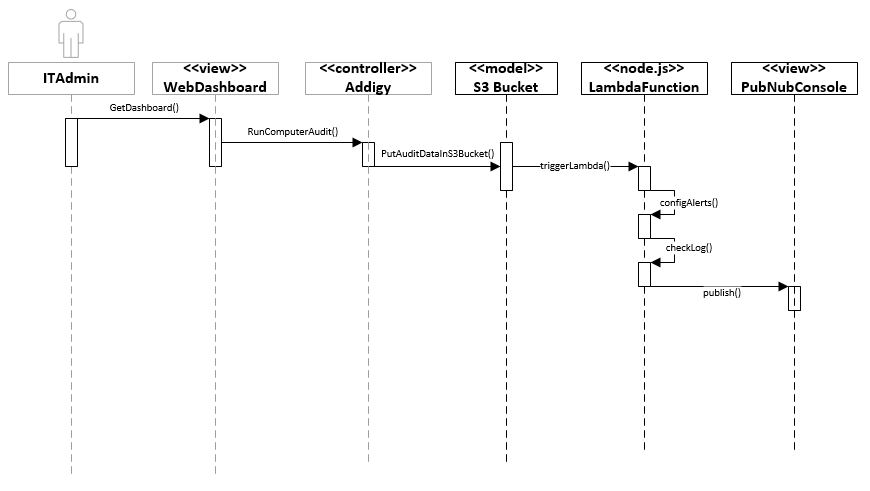 ITAdmin
<<view>>
WebDashboard
<<controller>>
Addigy
<<model>>
S3 Bucket
<<node.js>>
LambdaFunction
<<view>>
PubNubConsole
GetDashboard()
RunComputerAudit()
PutAuditDataInS3Bucket()
triggerLambda()
configAlerts()
checkLog()
publish()